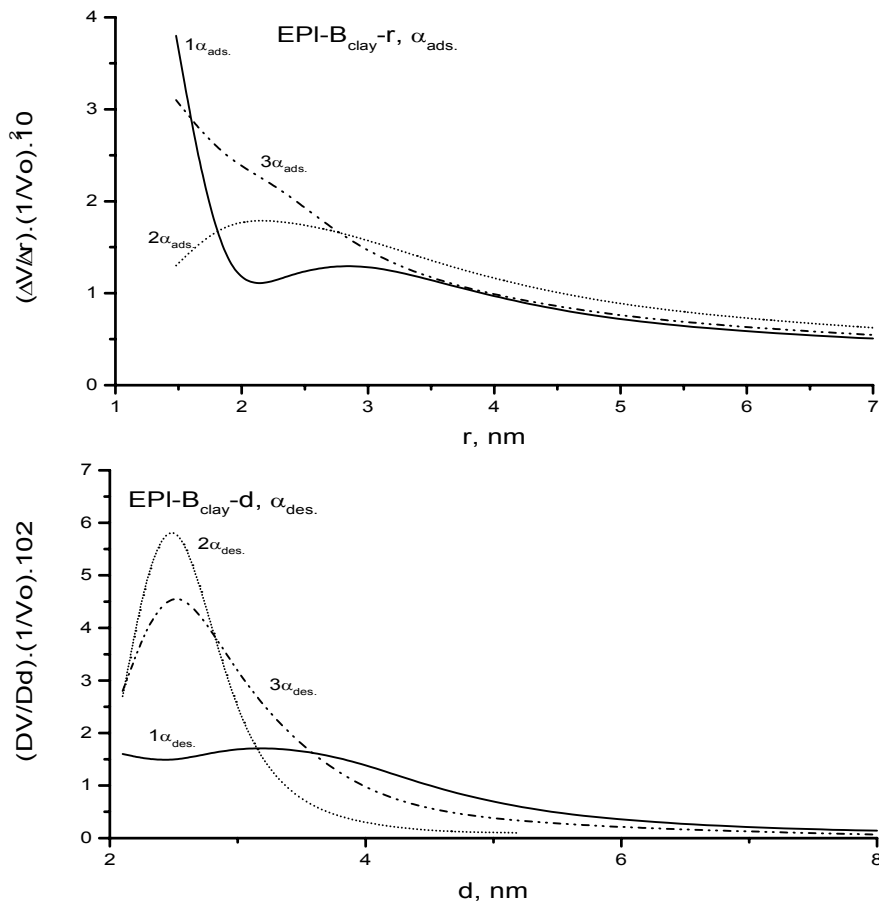 4
EPI-Bclay-r, αads.
1αads.
3
3αads.
2
2αads.
1
0
1 2 3 4 5 6 7
r, nm
(ΔV/Δr).(1/Vo).10²
7
EPI-Bclay-d, αdes.
6
2αdes.
5
4
3
3αdes.
2
1αdes.
1
0
2 4 6 8
d, nm
(DV/Dd).(1/Vo).102